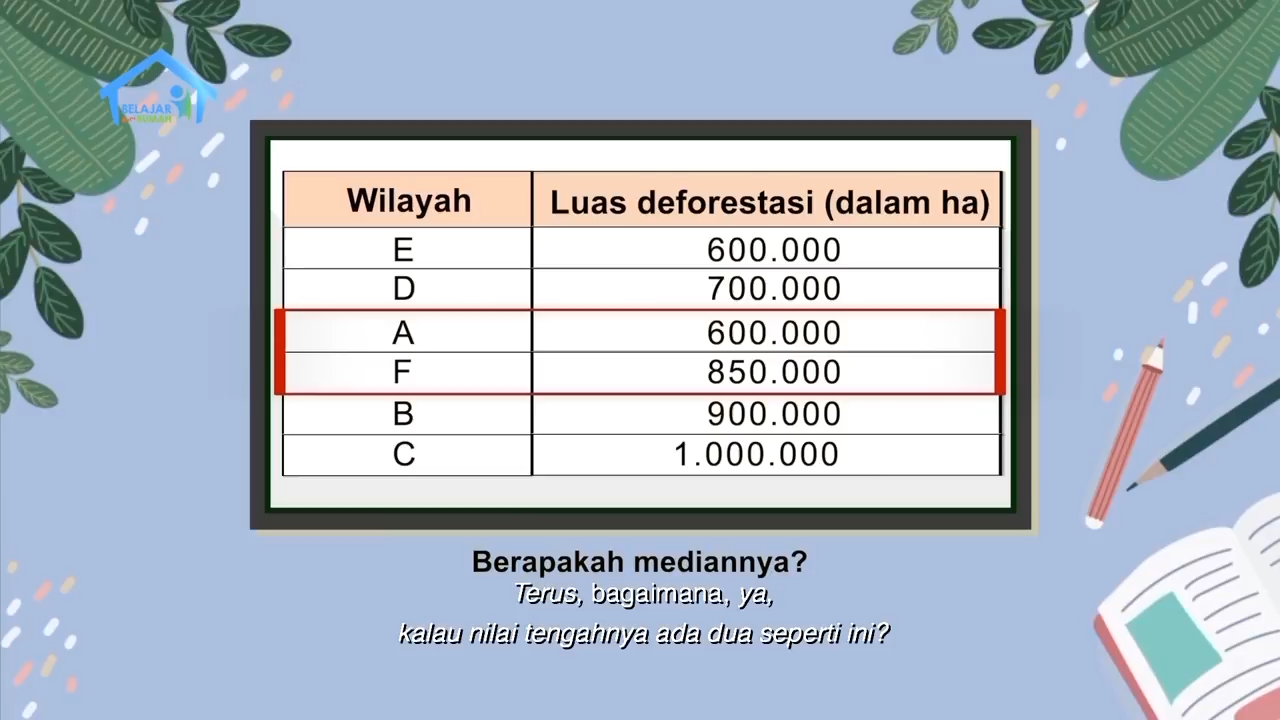 BELAJAR
RUMAH
Wilayah Luas deforestasi (dalam ha)
E 600.000
D 700.000
A 600.000
F 850.000
B 900.000
C 1.000.000
Berapakah mediannya?
Terus, bagaimana, ya,
kalau nilai tengahnya ada dua seperti ini?